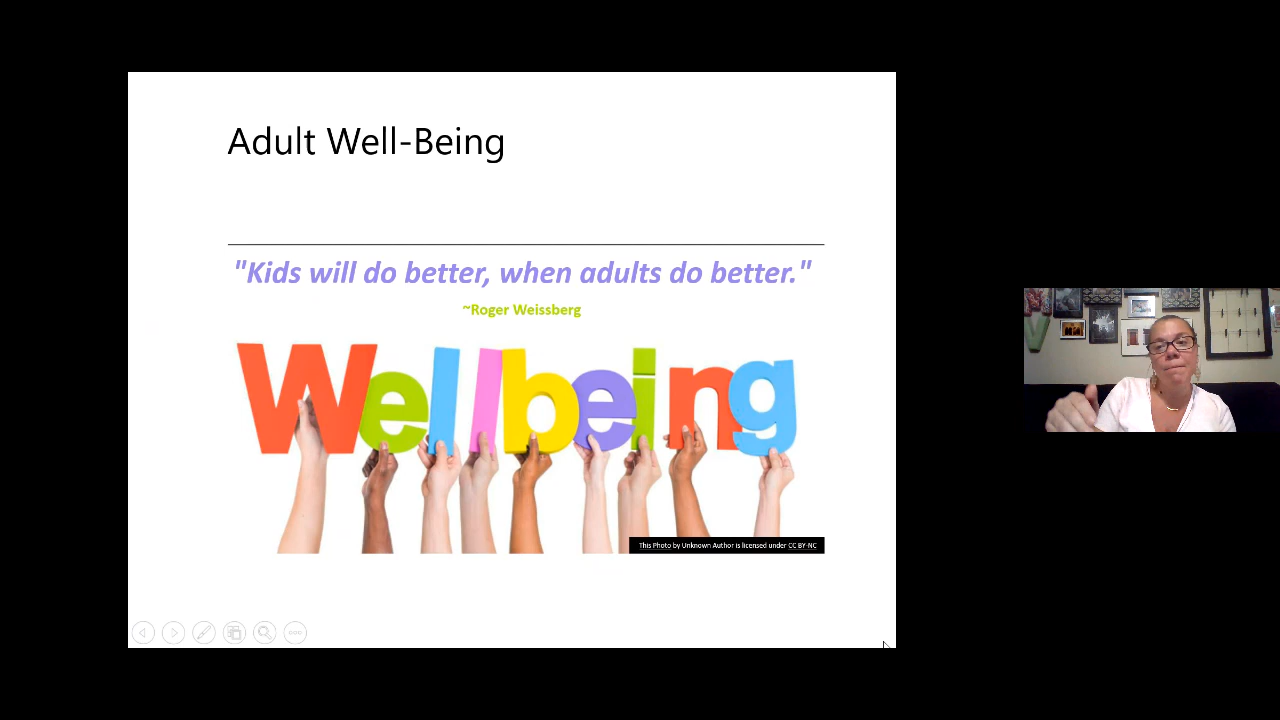 Adult Well-Being
"Kids will do better, when adults do better."
~Roger Weissberg
Wellbeing
This Photo by Unknown Author is licensed under CC BY-NC